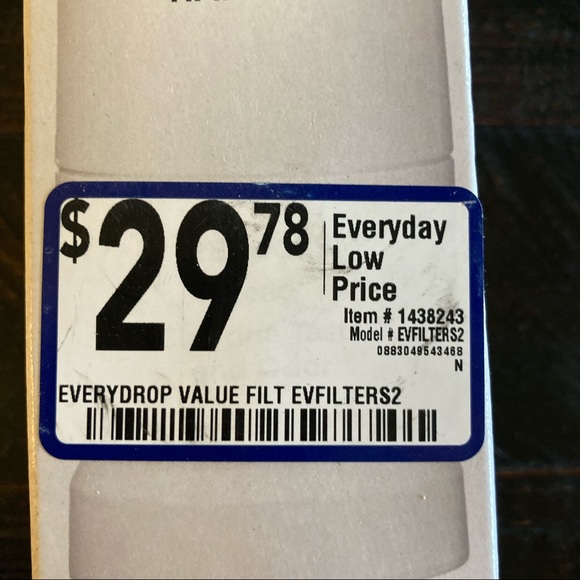 $29.78
Everyday
Low
Price
Item # 1438243
Model # EVFILTERS2
0883049543468
N
EVERYDROP VALUE FILT EVFILTERS2